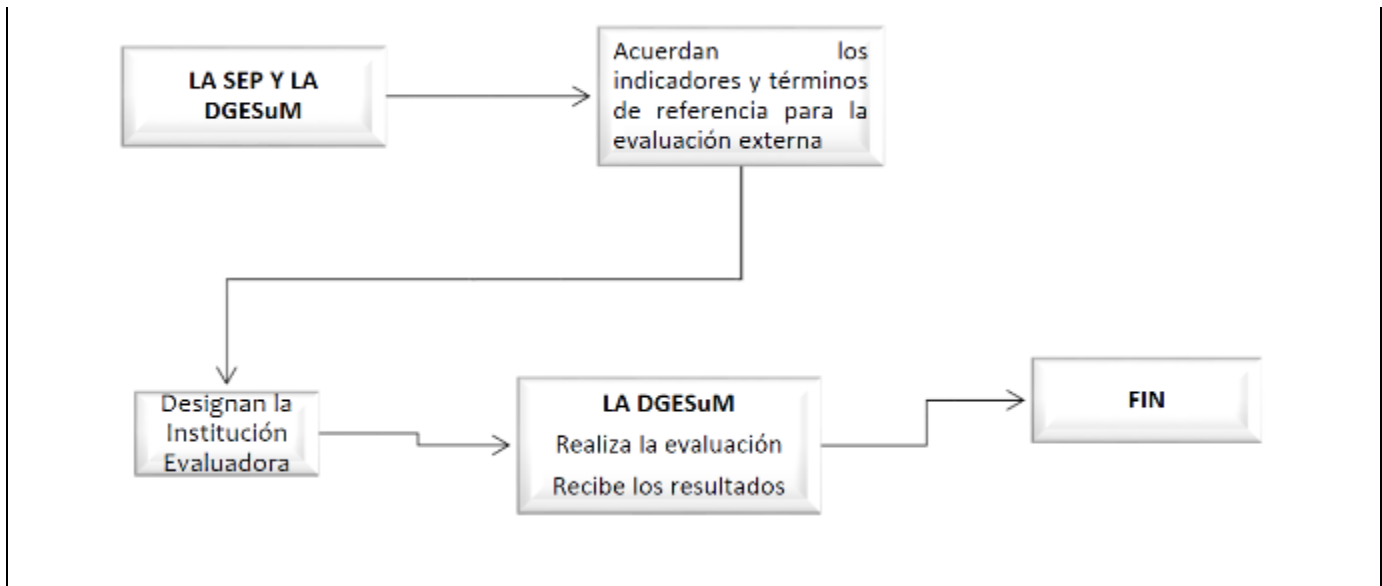 LA SEP Y LA
DGESuM
Acuerdan los
indicadores y términos
de referencia para la
evaluación externa
Designan la
Institución
Evaluadora
LA DGESuM
Realiza la evaluación
Recibe los resultados
FIN